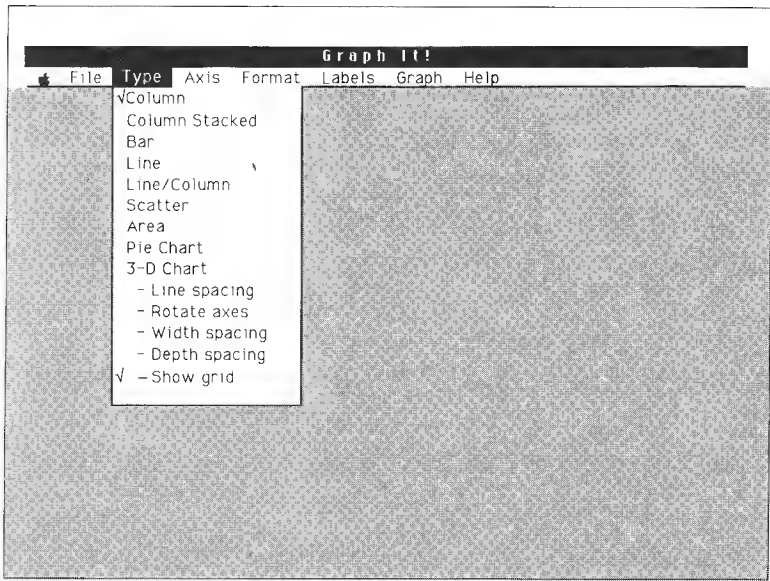 Graph It!
File Type Axis Format Labels Graph Help
√Column
Column Stacked
Bar
Line
Line/Column
Scatter
Area
Pie Chart
3-D Chart
- Line spacing
- Rotate axes
- Width spacing
- Depth spacing
√ - Show grid